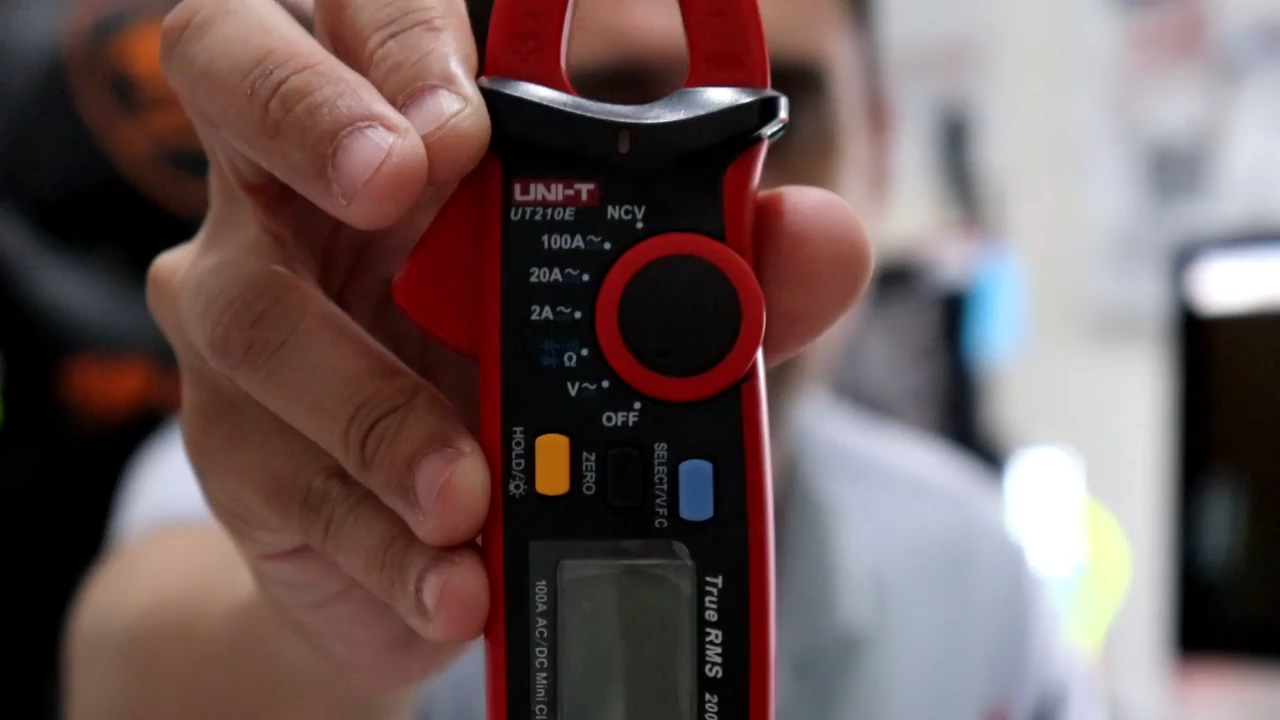 UNI-T
UT210E
NCV
100A~
20A~
2A~
Ω
V~
OFF
HOLD/
ZERO
SELECT/V.F.C
100A AC/DC Mini
True RMS